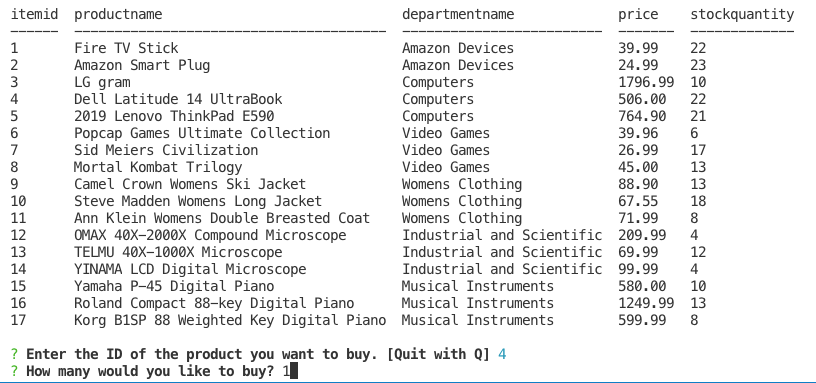 itemid productname departmentname price stockquantity
------ --------------------------------------- ------------------------- ------- -------------
1 Fire TV Stick Amazon Devices 39.99 22
2 Amazon Smart Plug Amazon Devices 24.99 23
3 LG gram Computers 1796.99 10
4 Dell Latitude 14 UltraBook Computers 506.00 22
5 2019 Lenovo ThinkPad E590 Computers 764.90 21
6 Popcap Games Ultimate Collection Video Games 39.96 6
7 Sid Meiers Civilization Video Games 26.99 17
8 Mortal Kombat Trilogy Video Games 45.00 13
9 Camel Crown Womens Ski Jacket Womens Clothing 88.90 13
10 Steve Madden Womens Long Jacket Womens Clothing 67.55 18
11 Ann Klein Womens Double Breasted Coat Womens Clothing 71.99 8
12 OMAX 40X-2000X Compound Microscope Industrial and Scientific 209.99 4
13 TELMU 40X-1000X Microscope Industrial and Scientific 69.99 12
14 YINAMA LCD Digital Microscope Industrial and Scientific 99.99 4
15 Yamaha P-45 Digital Piano Musical Instruments 580.00 10
16 Roland Compact 88-key Digital Piano Musical Instruments 1249.99 13
17 Korg B1SP 88 Weighted Key Digital Piano Musical Instruments 599.99 8
? Enter the ID of the product you want to buy. [Quit with Q] 4
? How many would you like to buy? 1